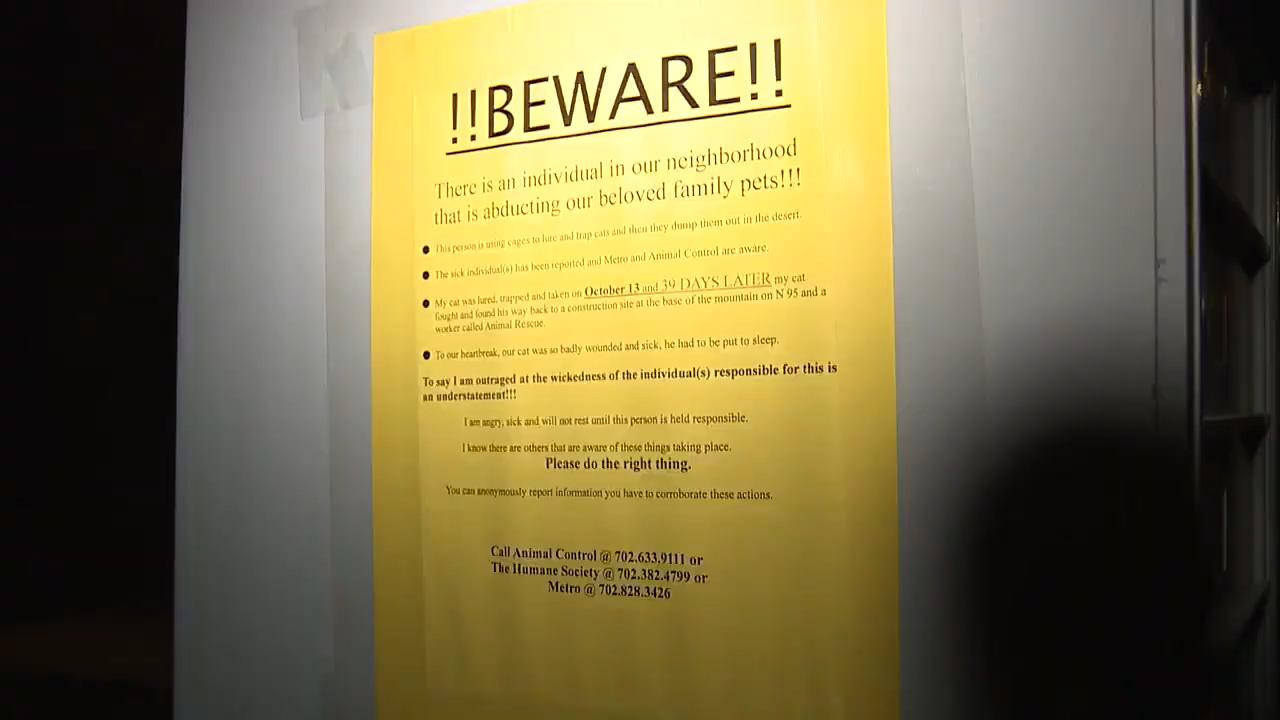 !!BEWARE!!
There is an individual in our neighborhood
that is abducting our beloved family pets!!!
● This person is using cages to lure and trap cats and then they dump them out in the desert.
● The sick individual(s) has been reported and Metro and Animal Control are aware.
● My cat was lured, trapped and taken on October 13 and 39 DAYS LATER my cat
fought and found his way back to a construction site at the base of the mountain on N 95 and a
worker called Animal Rescue.
● To our heartbreak, our cat was so badly wounded and sick, he had to be put to sleep.
To say I am outraged at the wickedness of the individual(s) responsible for this is
an understatement!!!
I am angry, sick and will not rest until this person is held responsible.
I know there are others that are aware of these things taking place.
Please do the right thing.
You can anonymously report information you have to corroborate these actions.
Call Animal Control @ 702.633.9111 or
The Humane Society @ 702.382.4799 or
Metro @ 702.828.3426